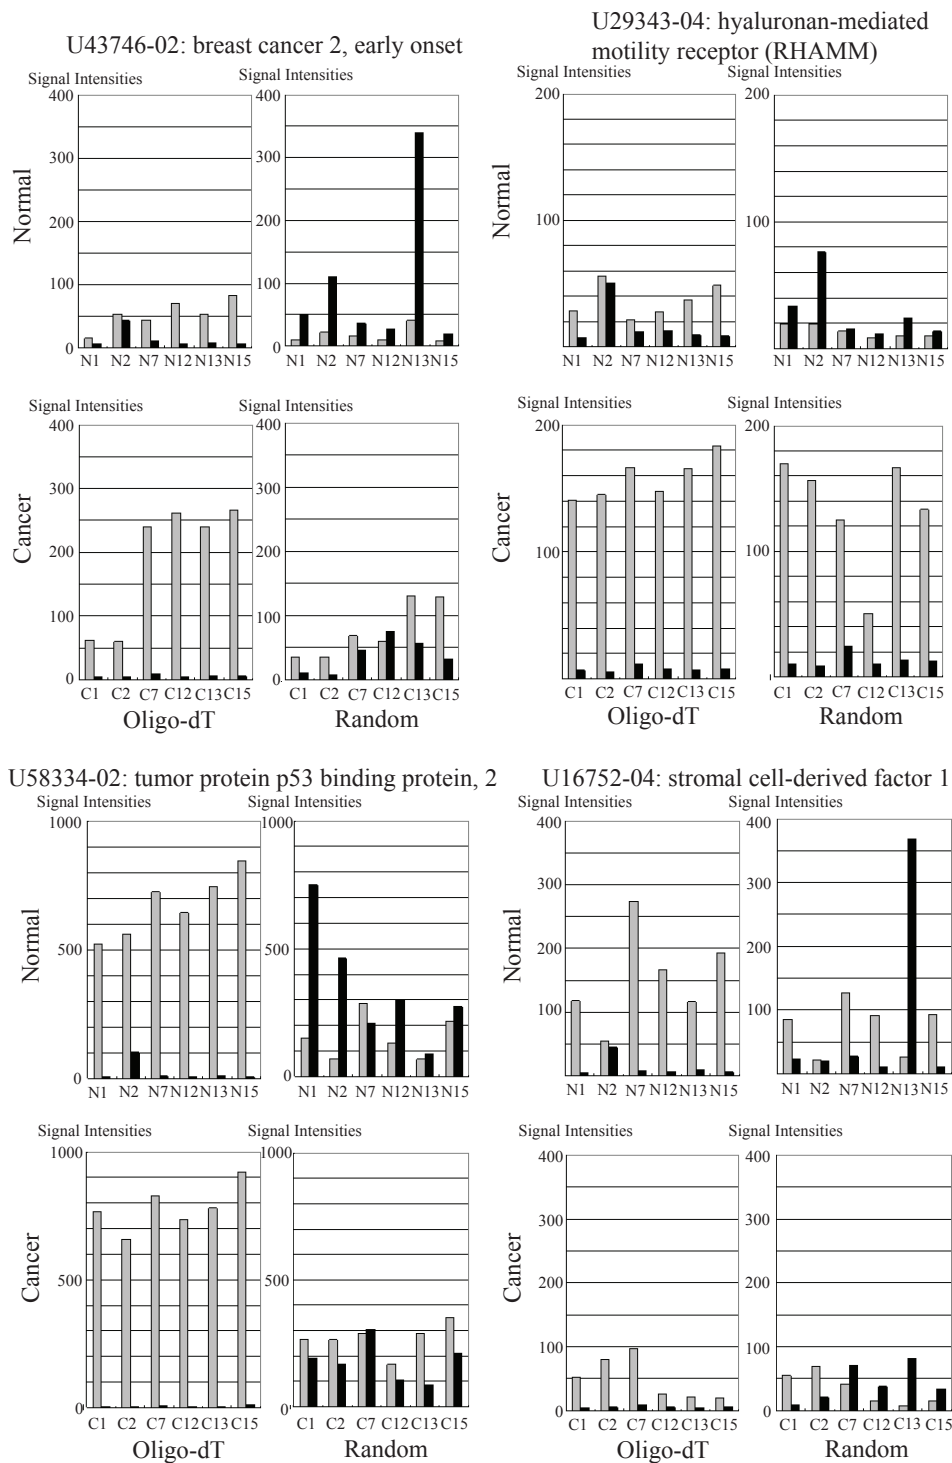 U43746-02: breast cancer 2, early onset
Signal Intensities
Signal Intensities
Normal
400
300
200
100
0
N1 N2 N7 N12 N13 N15
400
300
200
100
0
N1 N2 N7 N12 N13 N15
Signal Intensities
Signal Intensities
Cancer
400
300
200
100
0
C1 C2 C7 C12 C13 C15
Oligo-dT
400
300
200
100
0
C1 C2 C7 C12 C13 C15
Random
U29343-04: hyaluronan-mediated
motility receptor (RHAMM)
Signal Intensities
Signal Intensities
Normal
200
100
N1 N2 N7 N12 N13 N15
200
100
N1 N2 N7 N12 N13 N15
Signal Intensities
Signal Intensities
Cancer
200
100
C1 C2 C7 C12 C13 C15
Oligo-dT
200
100
C1 C2 C7 C12 C13 C15
Random
U58334-02: tumor protein p53 binding protein, 2
Signal Intensities
Signal Intensities
Normal
1000
500
0
N1 N2 N7 N12 N13 N15
1000
500
0
N1 N2 N7 N12 N13 N15
Signal Intensities
Signal Intensities
Cancer
1000
500
0
C1 C2 C7 C12 C13 C15
Oligo-dT
1000
500
0
C1 C2 C7 C12 C13 C15
Random
U16752-04: stromal cell-derived factor 1
Signal Intensities
Signal Intensities
Normal
400
300
200
100
N1 N2 N7 N12 N13 N15
400
300
200
100
N1 N2 N7 N12 N13 N15
Signal Intensities
Signal Intensities
Cancer
400
300
200
100
0
C1 C2 C7 C12 C13 C15
Oligo-dT
400
300
200
100
0
C1 C2 C7 C12 C13 C15
Random